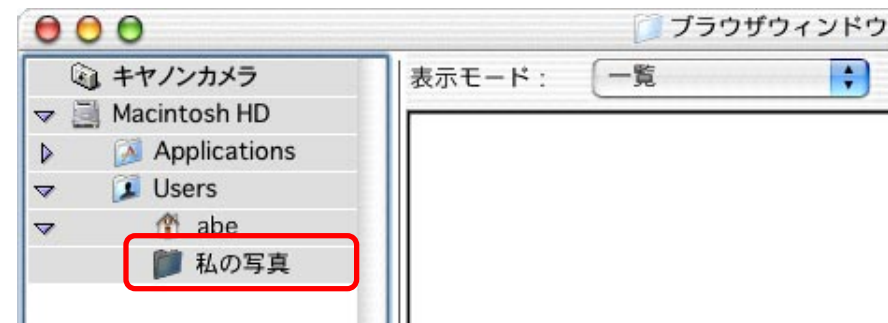 ブラウザウィンドウ
キヤノンカメラ
表示モード： 一覧
Macintosh HD
Applications
Users
abe
私の写真